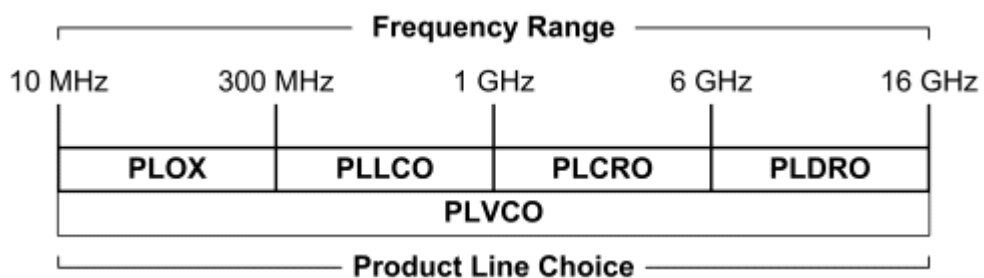 Frequency Range
10 MHz 300 MHz 1 GHz 6 GHz 16 GHz
PLOX PLLCO PLCRO PLDRO
PLVCO
Product Line Choice